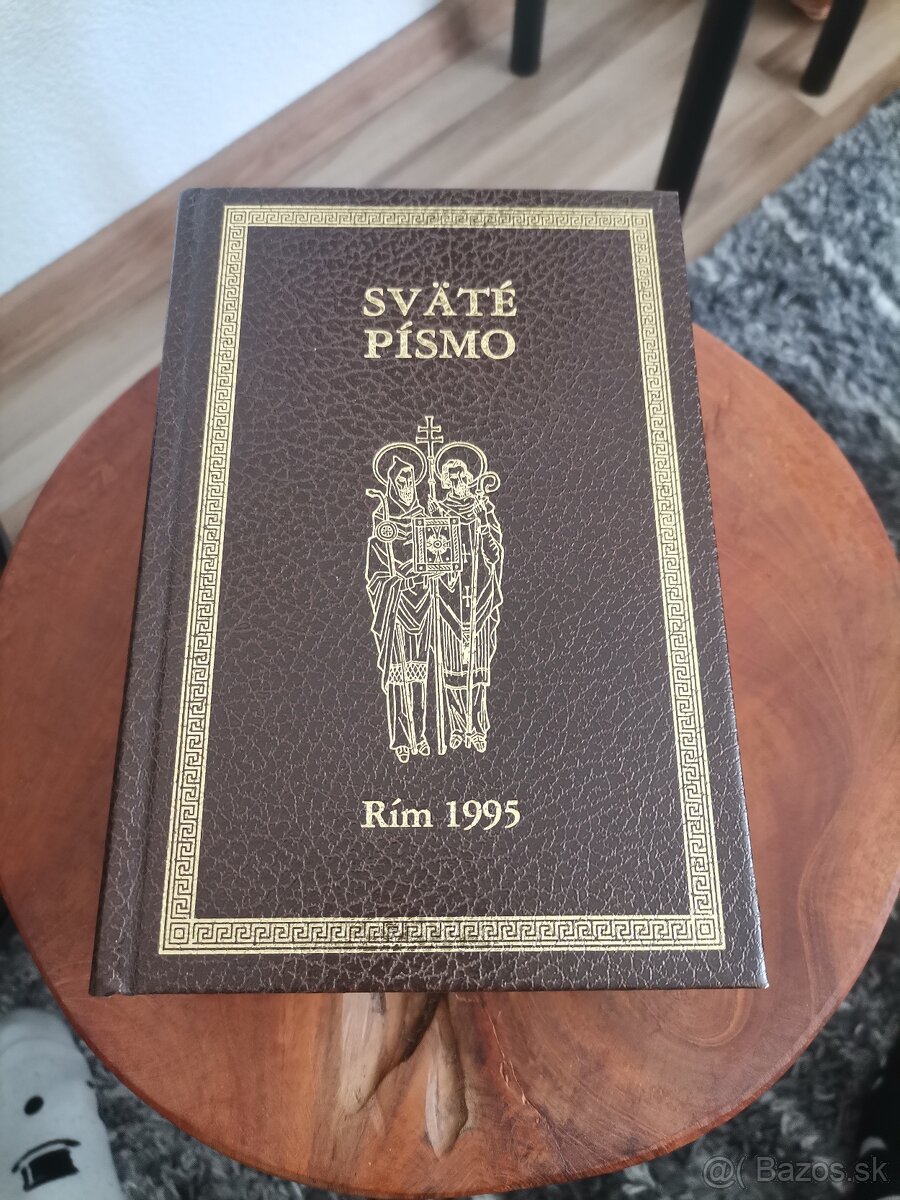 SVÄTÉ
PÍSMO
Rím 1995
@( Bazos.sk